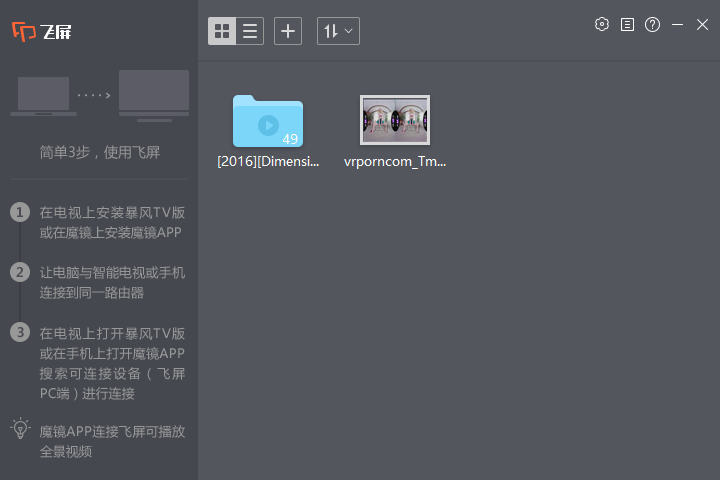 飞屏
简单3步，使用飞屏
1 在电视上安装暴风TV版
或在魔镜上安装魔镜APP
2 让电脑与智能电视或手机
连接到同一路由器
3 在电视上打开暴风TV版
或在手机上打开魔镜APP
搜索可连接设备（飞屏
PC端）进行连接
魔镜APP连接飞屏可播放
全景视频
49
[2016][Dimensi...
vrporncom_Tm...